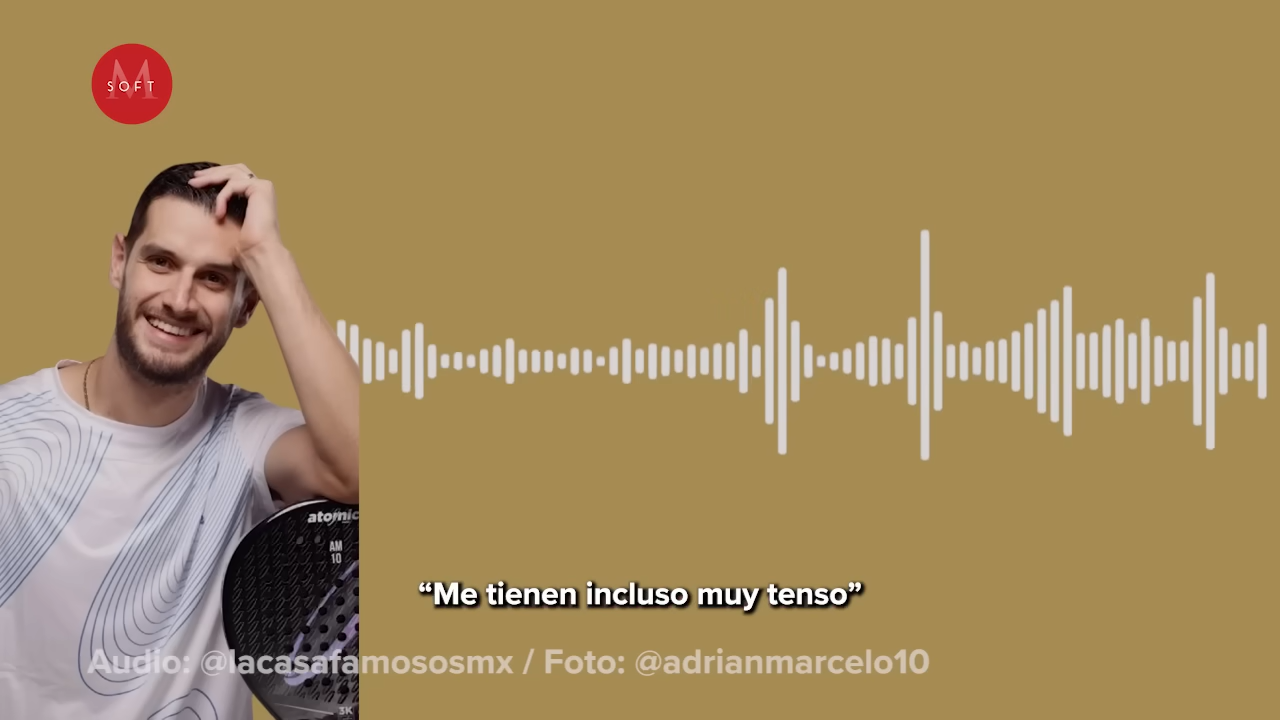 M
SOFT
atomic
AM
10
“Me tienen incluso muy tenso”
Audio: @lacasafamososmx / Foto: @adrianmarcelo10
3K